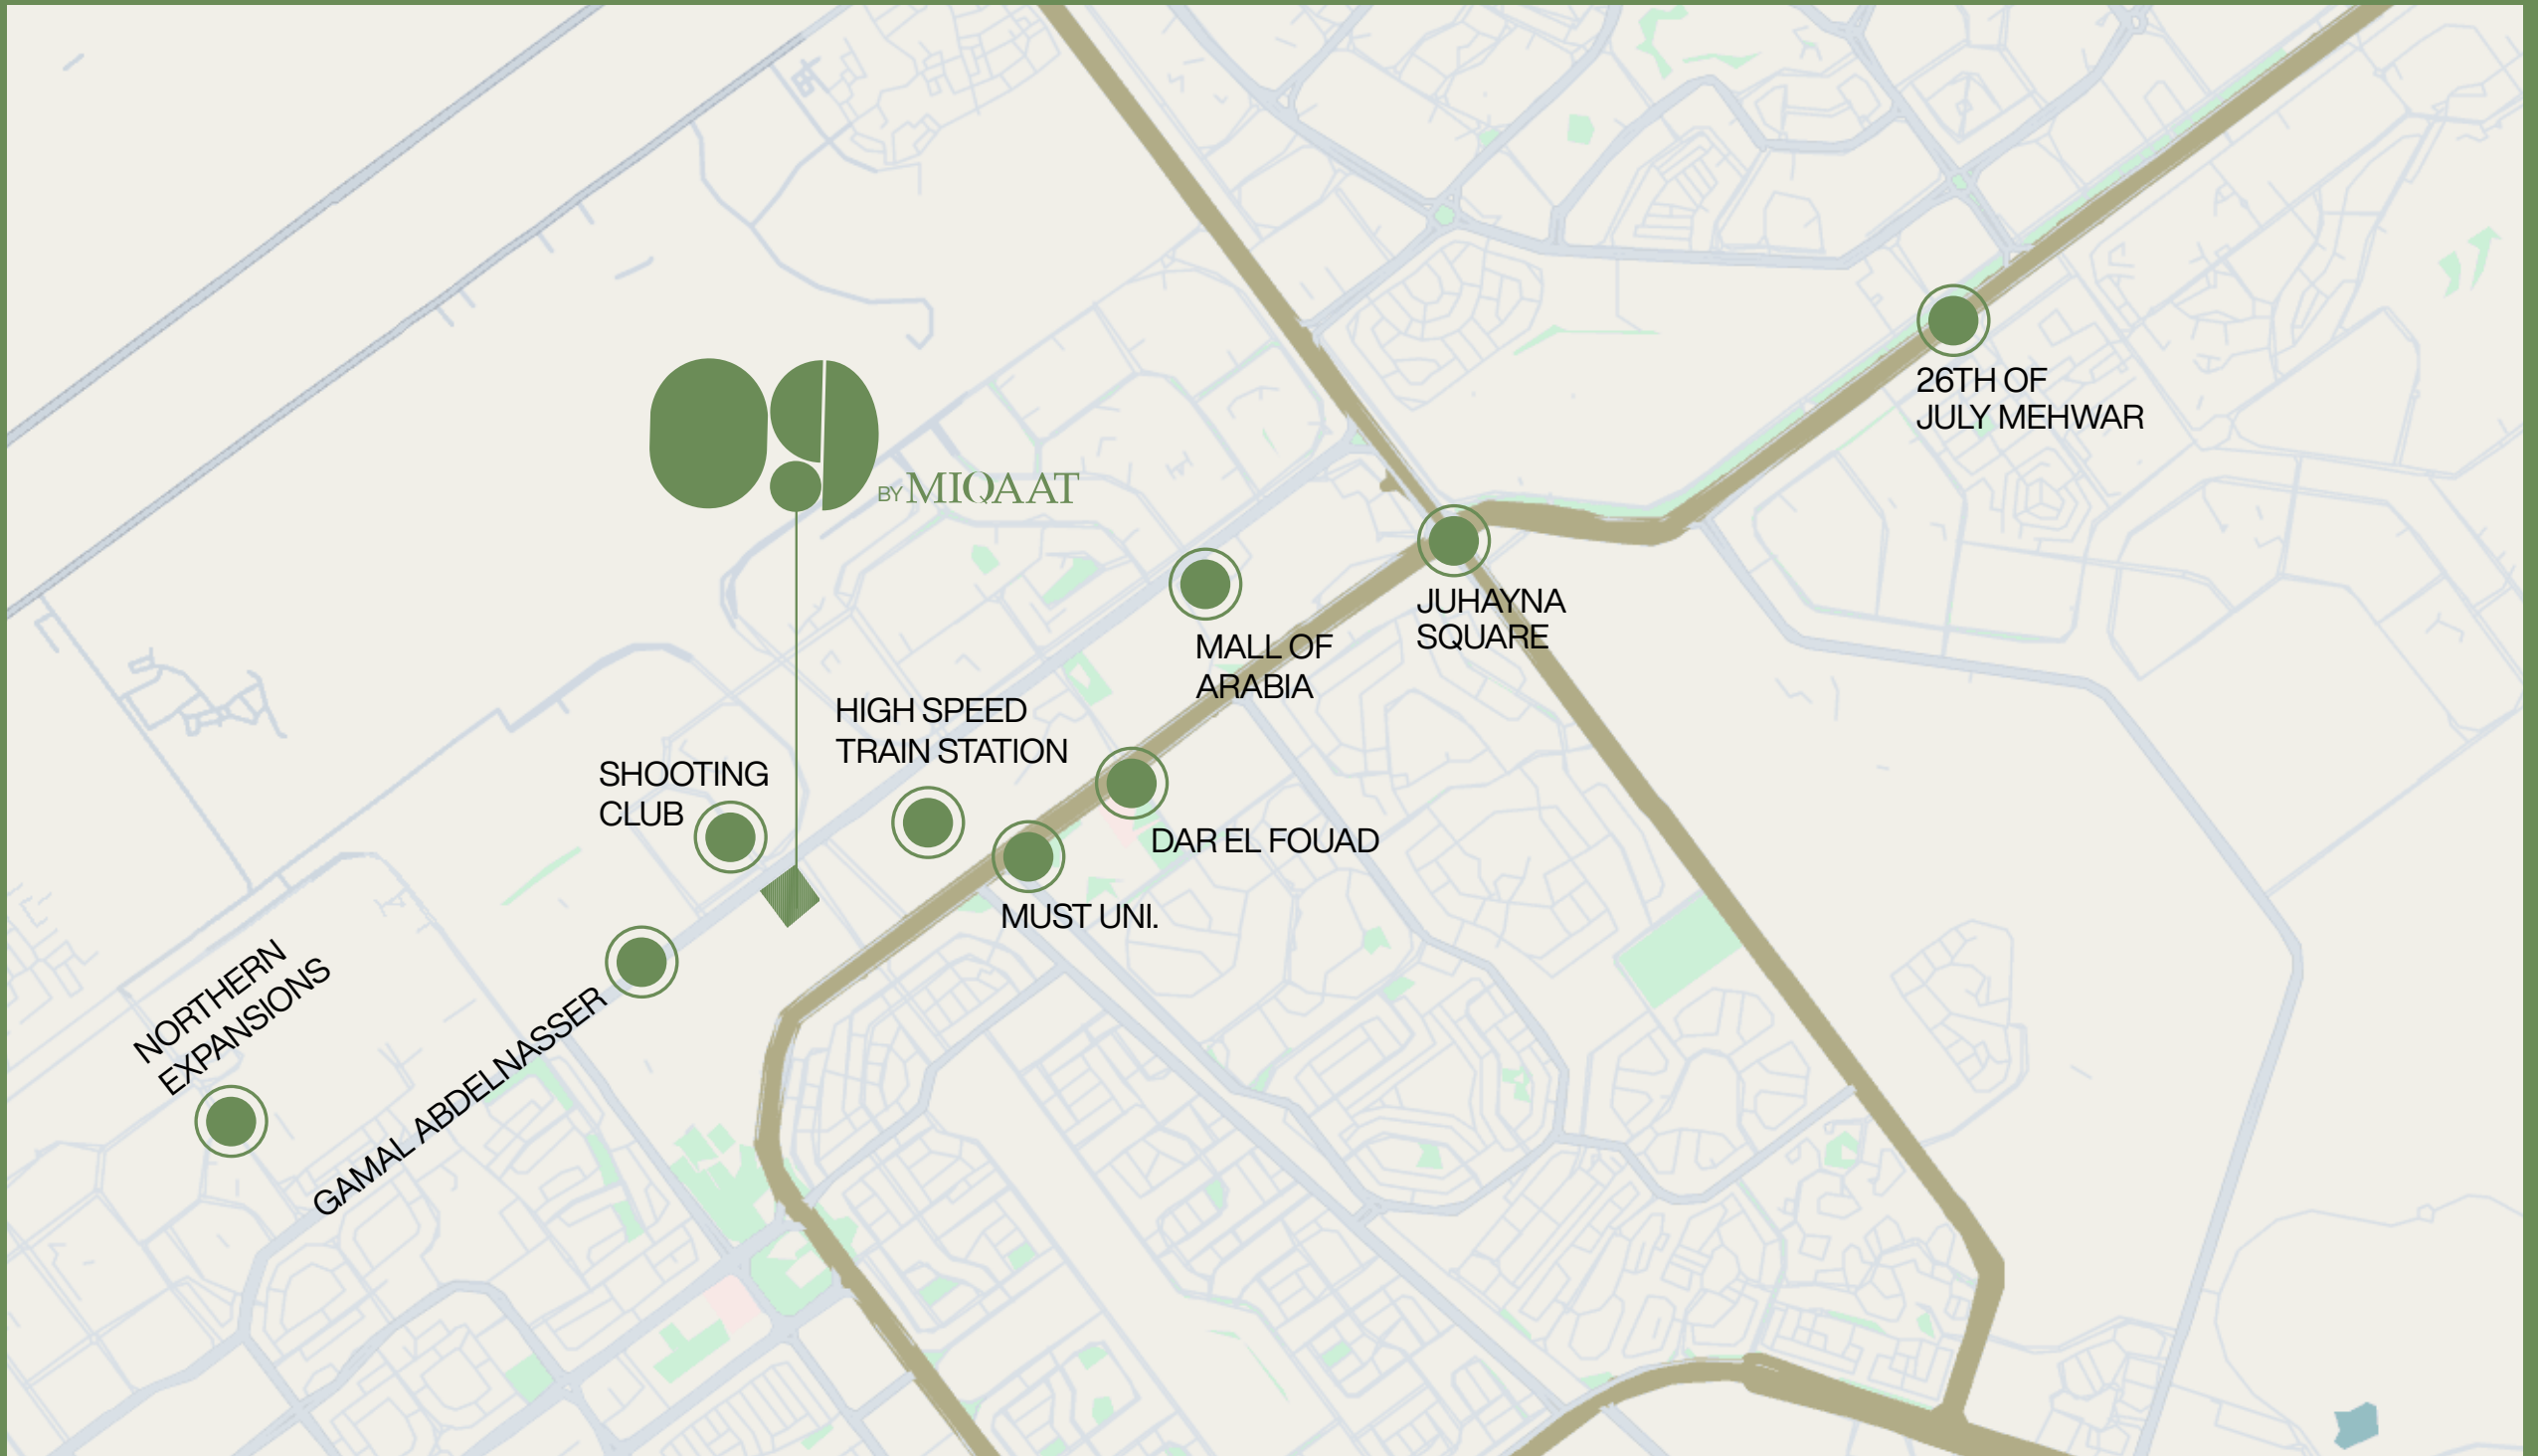 26TH OF
JULY MEHWAR
BY MIQAAT
JUHAYNA
SQUARE
MALL OF
ARABIA
HIGH SPEED
TRAIN STATION
SHOOTING
CLUB
DAR EL FOUAD
MUST UNI.
NORTHERN
EXPANSIONS
GAMAL ABDELNASSER